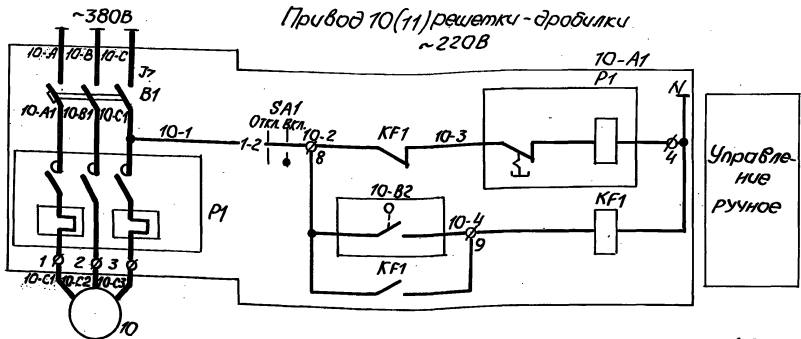 Привод 10(11) решетки-дробилки
~380В
~220В
10-А 10-В 10-С
J>
В1
10-А1 10-В1 10-С1
10-1
SA1
Откл. Вкл.
1-2
10-2
8
KF1
10-3
10-А1
Р1
N
4
Р1
10-В2
10-4
9
KF1
KF1
1 2 3
10-С1 10-С2 10-С3
10
Управле-
ние
ручное